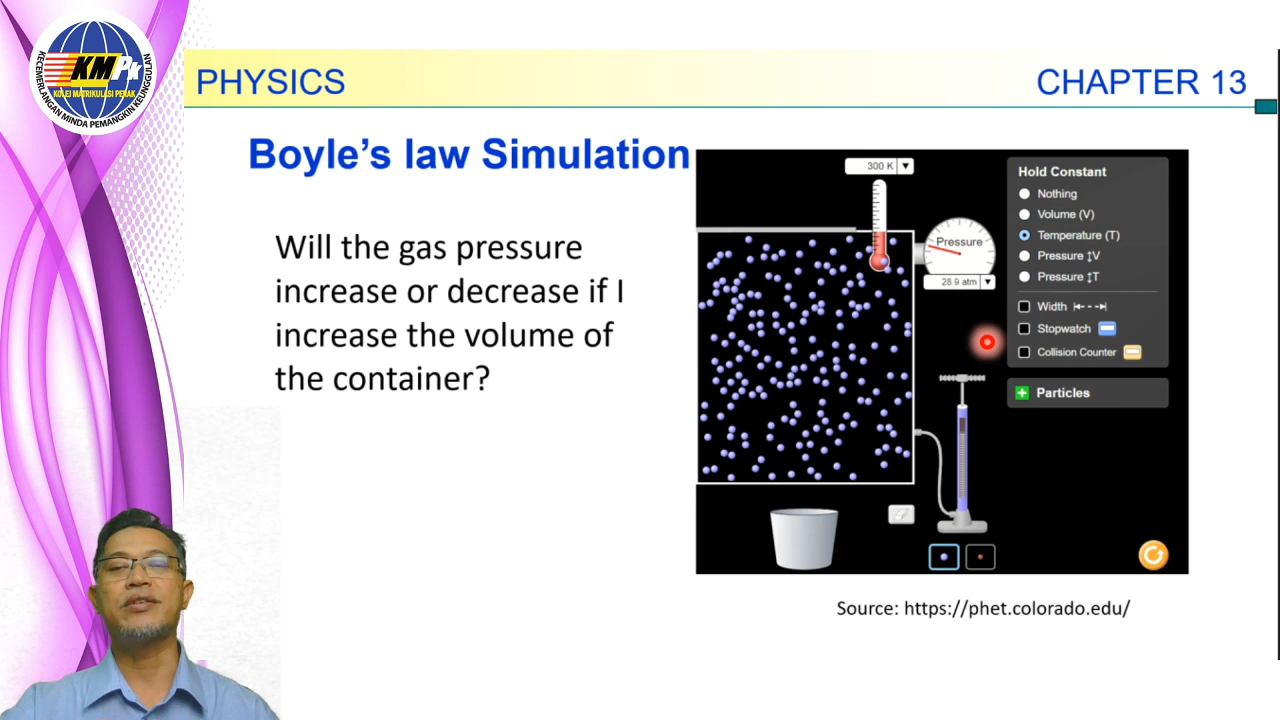 KMPk
KOLEJ MATRIKULASI PERAK
KECEMERLANGAN MINDA PEMANGKIN KEUNGGULAN
PHYSICS
CHAPTER 13
Boyle's law Simulation
Will the gas pressure
increase or decrease if I
increase the volume of
the container?
300 K
Pressure
28.9 atm
Hold Constant
Nothing
Volume (V)
Temperature (T)
Pressure ↕V
Pressure ↕T
Width
Stopwatch
Collision Counter
Particles
Source: https://phet.colorado.edu/